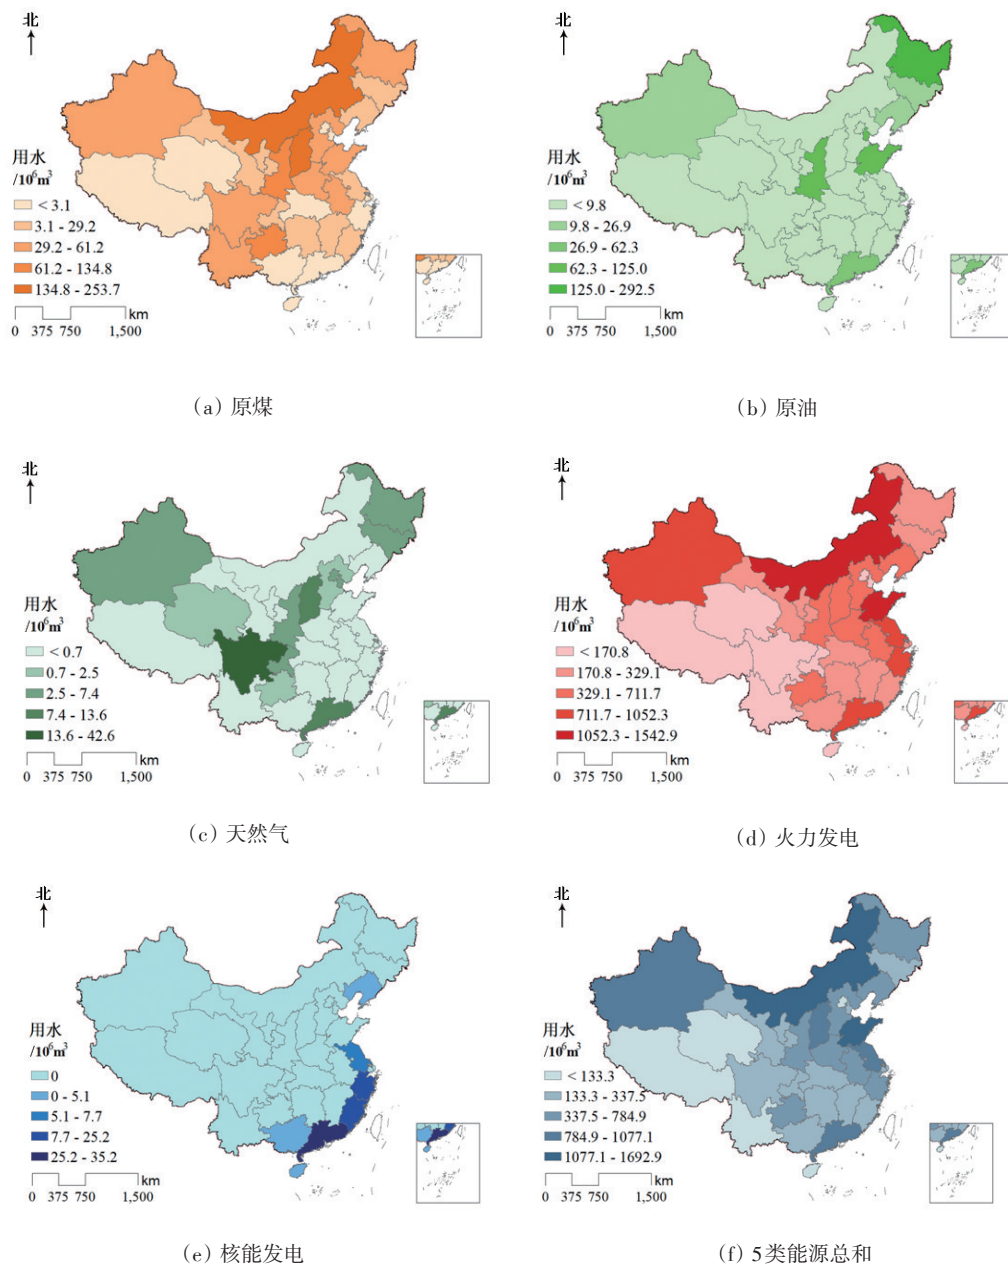 北
用水
/10⁶m³
< 3.1
3.1 - 29.2
29.2 - 61.2
61.2 - 134.8
134.8 - 253.7
km
0 375 750 1,500
(a) 原煤
北
用水
/10⁶m³
< 9.8
9.8 - 26.9
26.9 - 62.3
62.3 - 125.0
125.0 - 292.5
km
0 375 750 1,500
(b) 原油
北
用水
/10⁶m³
< 0.7
0.7 - 2.5
2.5 - 7.4
7.4 - 13.6
13.6 - 42.6
km
0 375 750 1,500
(c) 天然气
北
用水
/10⁶m³
< 170.8
170.8 - 329.1
329.1 - 711.7
711.7 - 1052.3
1052.3 - 1542.9
km
0 375 750 1,500
(d) 火力发电
北
用水
/10⁶m³
0
0 - 5.1
5.1 - 7.7
7.7 - 25.2
25.2 - 35.2
km
0 375 750 1,500
(e) 核能发电
北
用水
/10⁶m³
< 133.3
133.3 - 337.5
337.5 - 784.9
784.9 - 1077.1
1077.1 - 1692.9
km
0 375 750 1,500
(f) 5类能源总和